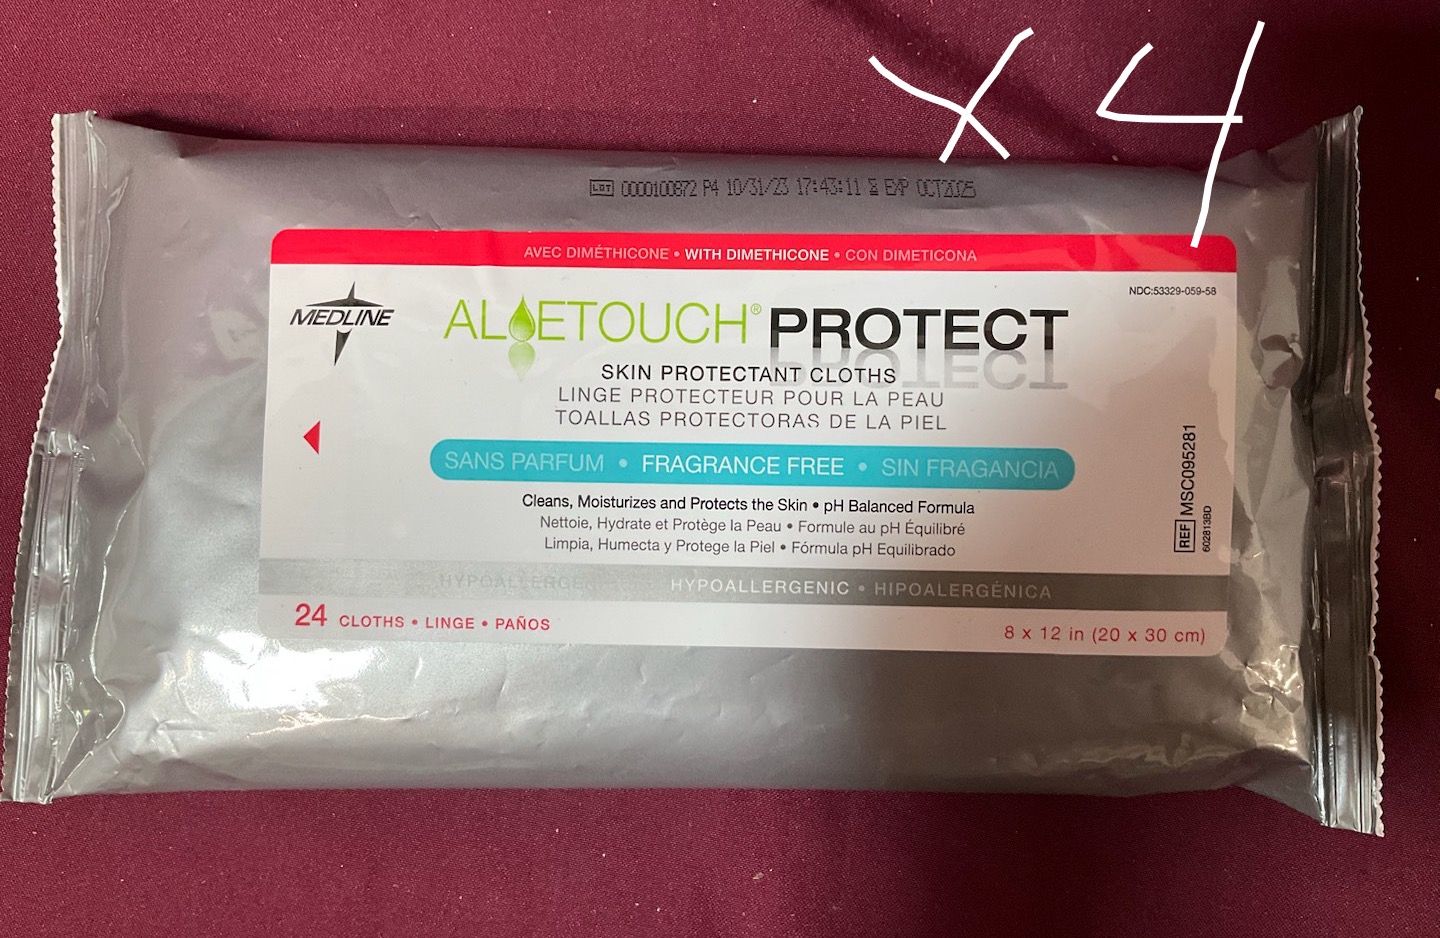 X 4
LOT 0000100872 P4 10/31/23 17:43:11 EXP OCT2025
AVEC DIMÉTHICONE • WITH DIMETHICONE • CON DIMETICONA
NDC:53329-059-58
MEDLINE
ALOETOUCH® PROTECT
SKIN PROTECTANT CLOTHS
LINGE PROTECTEUR POUR LA PEAU
TOALLAS PROTECTORAS DE LA PIEL
SANS PARFUM • FRAGRANCE FREE • SIN FRAGANCIA
Cleans, Moisturizes and Protects the Skin • pH Balanced Formula
Nettoie, Hydrate et Protège la Peau • Formule au pH Équilibré
Limpia, Humecta y Protege la Piel • Fórmula pH Equilibrado
REF MSC095281
602813BD
HYPOALLERGENIC • HIPOALERGÉNICA
24 CLOTHS • LINGE • PAÑOS
8 x 12 in (20 x 30 cm)